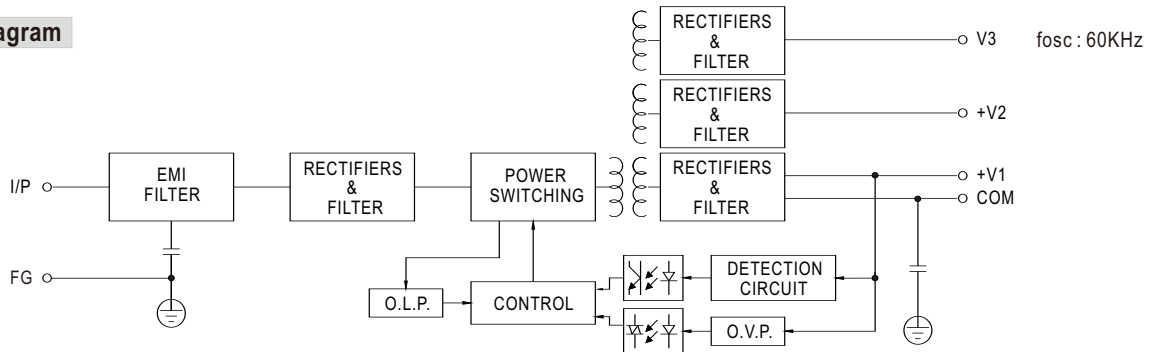 agram
RECTIFIERS
&
FILTER
V3
fosc : 60KHz
RECTIFIERS
&
FILTER
+V2
I/P
EMI
FILTER
RECTIFIERS
&
FILTER
POWER
SWITCHING
RECTIFIERS
&
FILTER
+V1
COM
FG
O.L.P.
CONTROL
DETECTION
CIRCUIT
O.V.P.